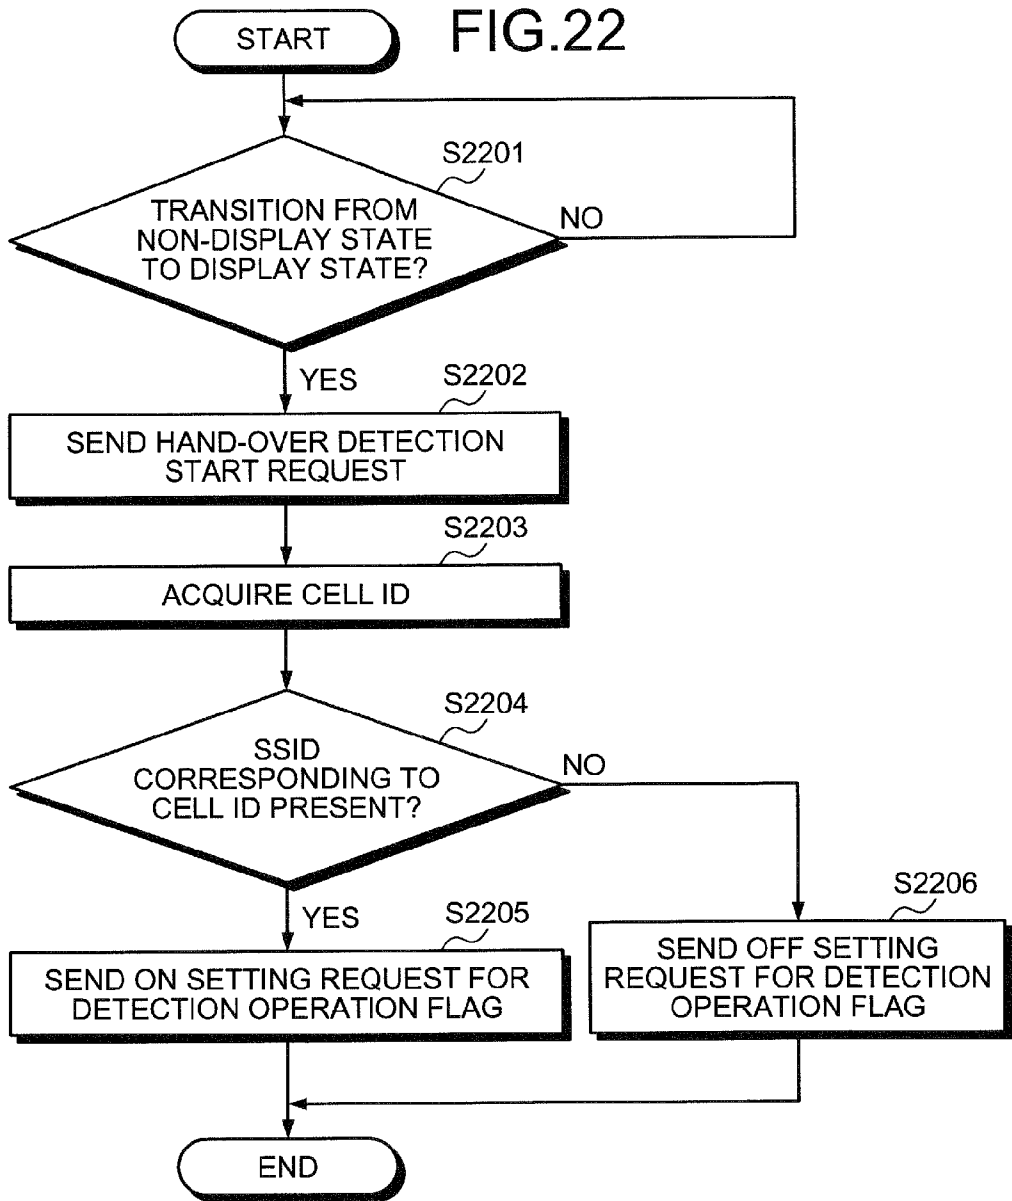 START
FIG.22
S2201
TRANSITION FROM
NON-DISPLAY STATE
TO DISPLAY STATE?
NO
YES
S2202
SEND HAND-OVER DETECTION
START REQUEST
S2203
ACQUIRE CELL ID
S2204
SSID
CORRESPONDING TO
CELL ID PRESENT?
NO
YES
S2205
SEND ON SETTING REQUEST FOR
DETECTION OPERATION FLAG
S2206
SEND OFF SETTING
REQUEST FOR DETECTION
OPERATION FLAG
END